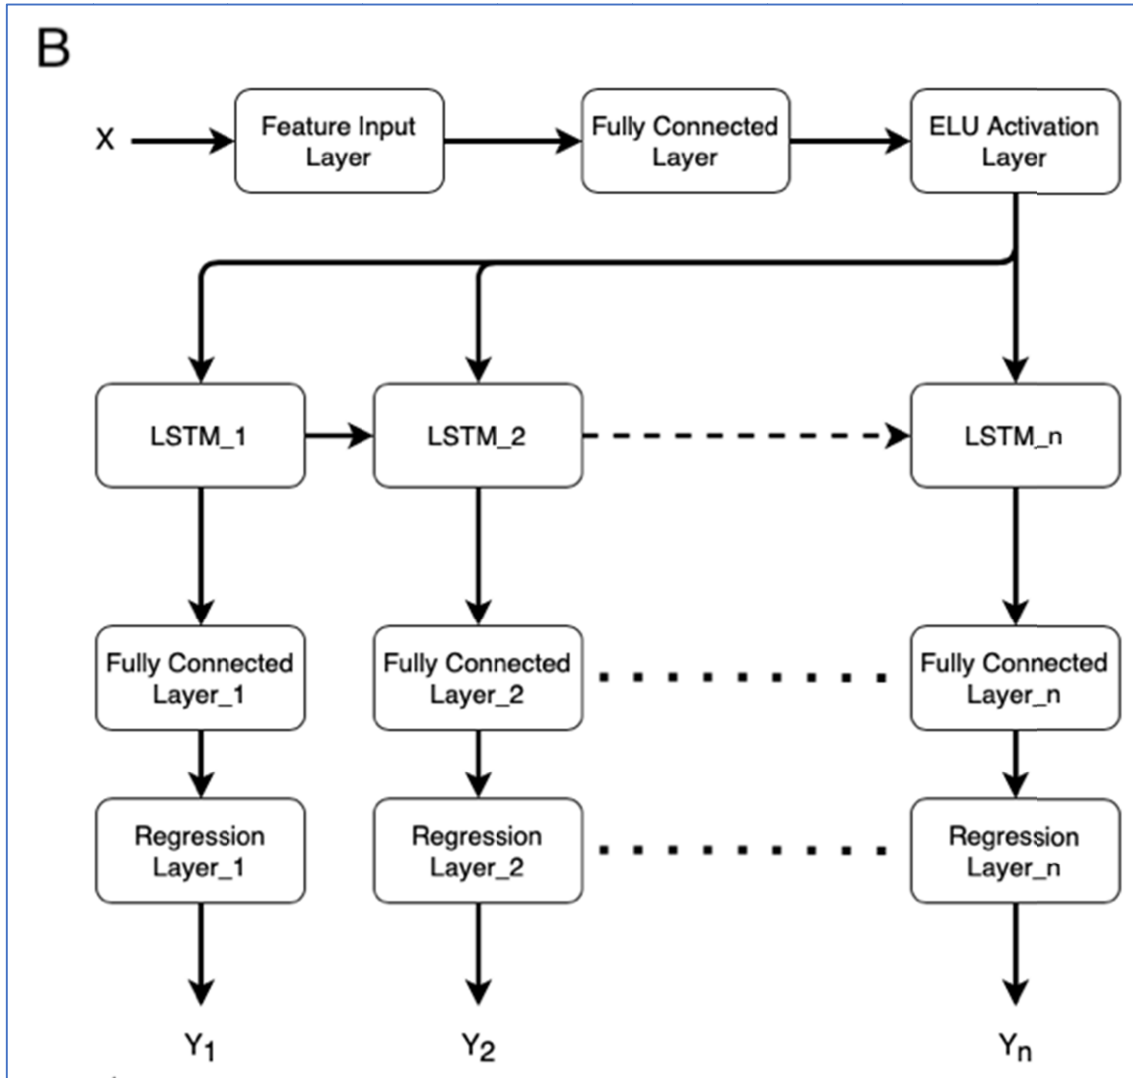 B
X
Feature Input
Layer
Fully Connected
Layer
ELU Activation
Layer
LSTM_1
LSTM_2
LSTM_n
Fully Connected
Layer_1
Fully Connected
Layer_2
Fully Connected
Layer_n
Regression
Layer_1
Regression
Layer_2
Regression
Layer_n
Y1
Y2
Yn